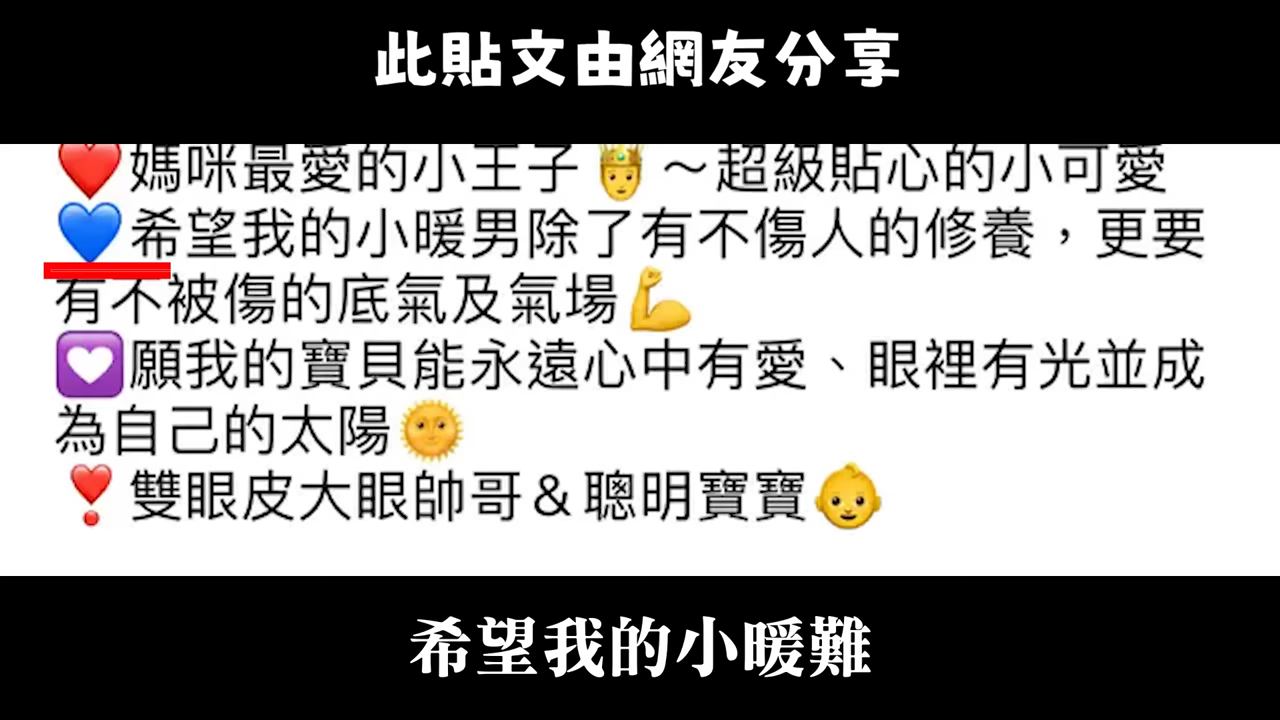 此貼文由網友分享
❤️媽咪最愛的小王子🤴～超級貼心的小可愛
💙希望我的小暖男除了有不傷人的修養，更要
有不被傷的底氣及氣場💪
💟願我的寶貝能永遠心中有愛、眼裡有光並成
為自己的太陽🌞
❣️雙眼皮大眼帥哥＆聰明寶寶👶
希望我的小暖難